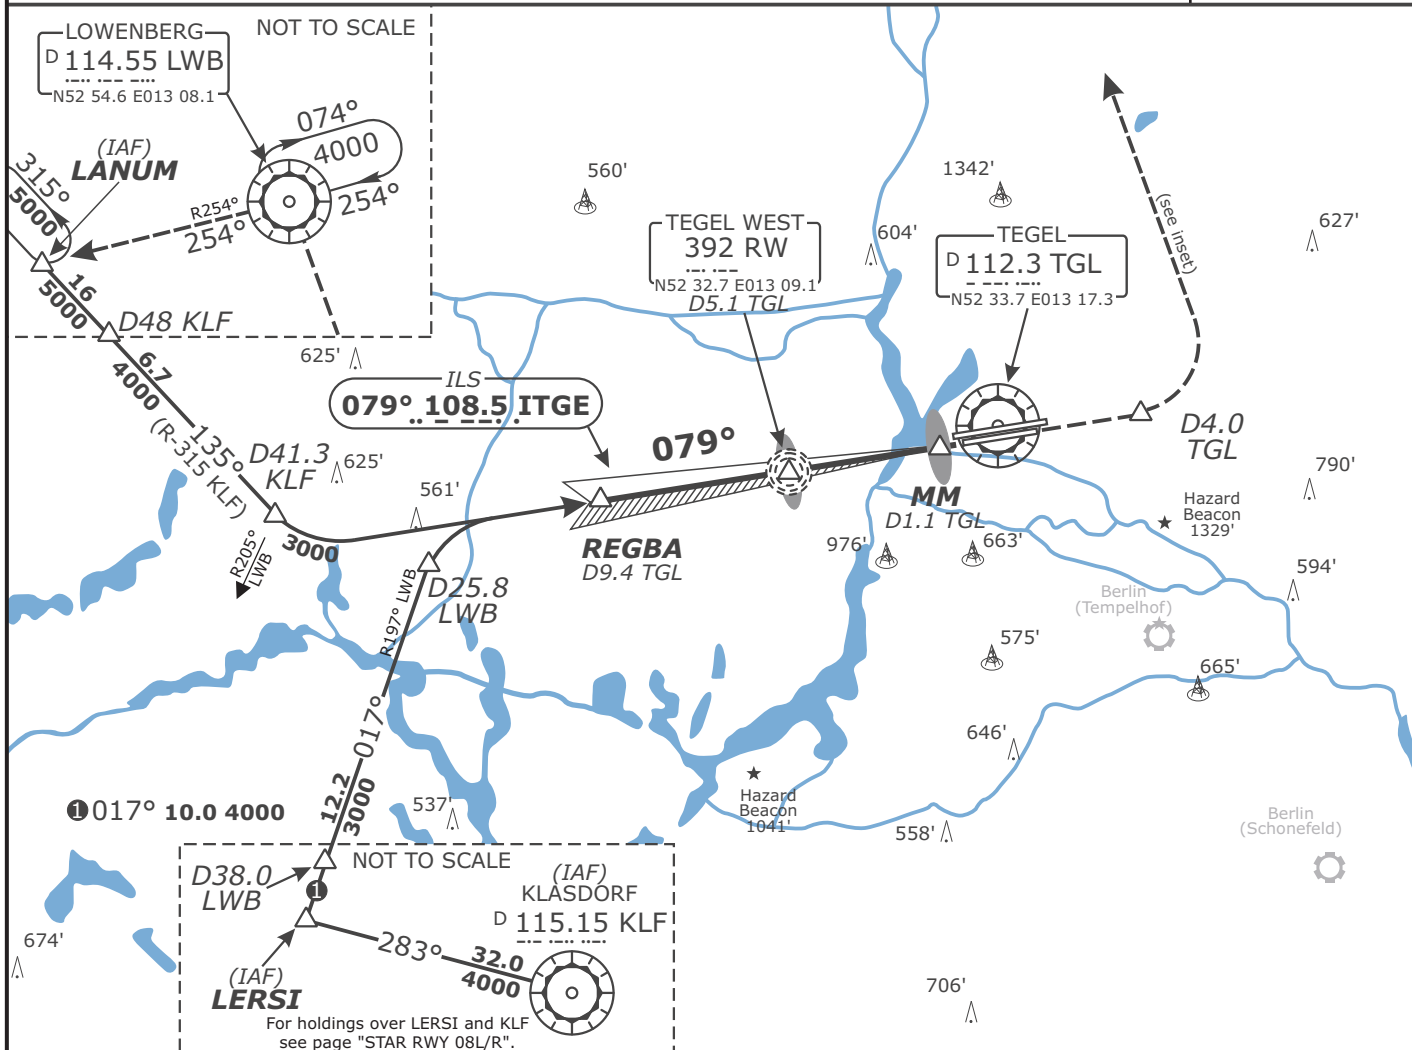 LOWENBERG
D 114.55 LWB
N52 54.6 E013 08.1
NOT TO SCALE
074°
4000
254°
(IAF)
LANUM
315°
5000
R254°
254°
16
5000
D48 KLF
6.7
4000
135°
(R-315 KLF)
D41.3
KLF
R205°
LWB
3000
625'
625'
561'
560'
1342'
604'
627'
TEGEL WEST
392 RW
N52 32.7 E013 09.1
D5.1 TGL
TEGEL
D 112.3 TGL
N52 33.7 E013 17.3
(see inset)
ILS
079° 108.5 ITGE
079°
D4.0
TGL
REGBA
D9.4 TGL
MM
D1.1 TGL
790'
Hazard
Beacon
1329'
976'
663'
594'
Berlin
(Tempelhof)
575'
665'
646'
D25.8
LWB
R197° LWB
017°
12.2
3000
1 017° 10.0 4000
537'
Hazard
Beacon
1041'
558'
Berlin
(Schonefeld)
D38.0
LWB
NOT TO SCALE
1
(IAF)
KLASDORF
D 115.15 KLF
283°
32.0
4000
(IAF)
LERSI
For holdings over LERSI and KLF
see page "STAR RWY 08L/R".
674'
706'